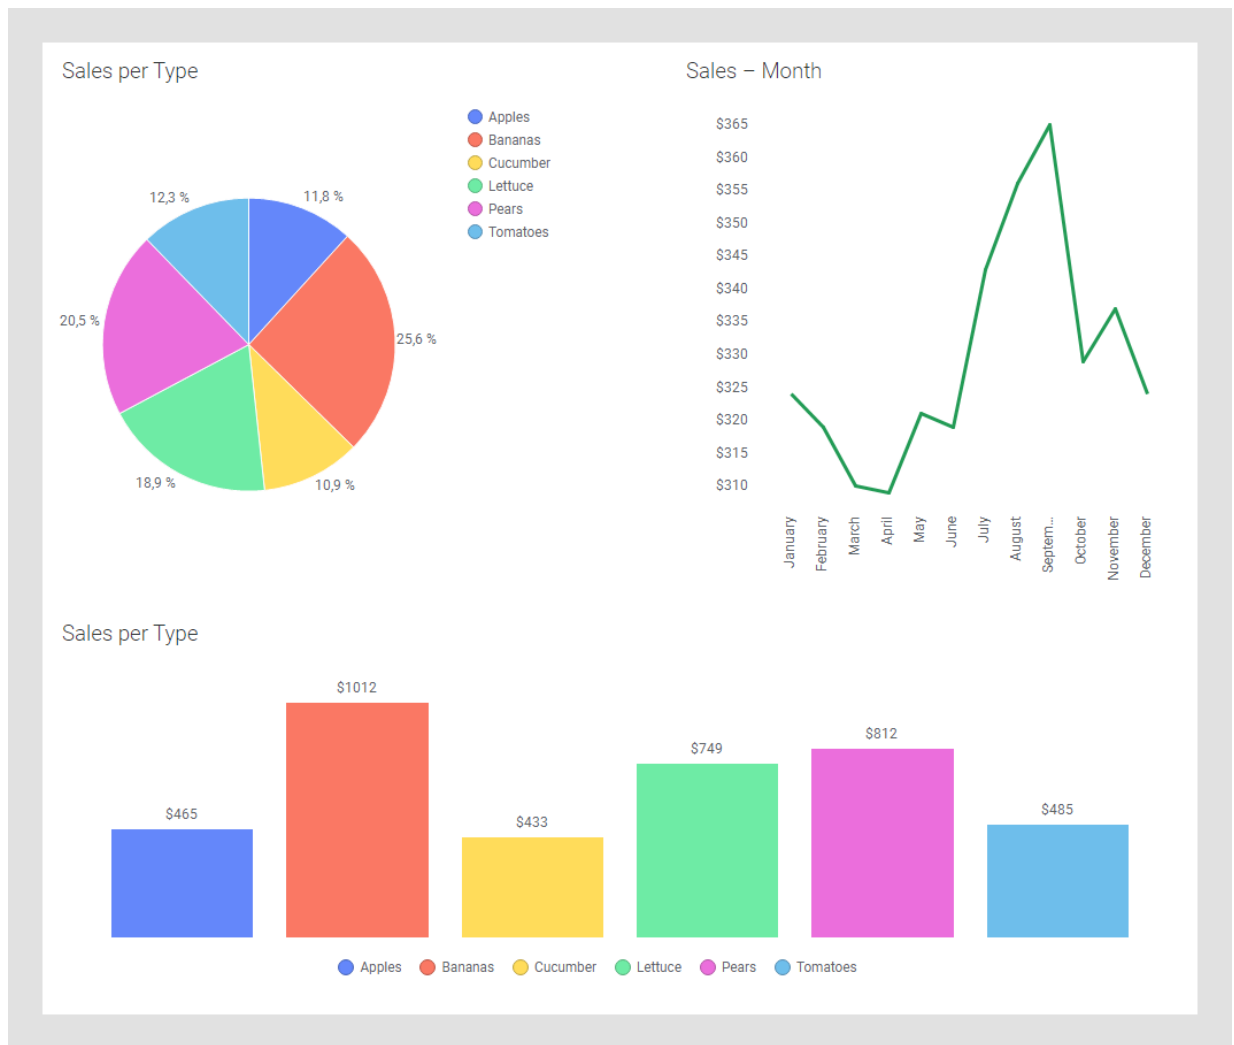 Sales per Type
Apples
Bananas
Cucumber
Lettuce
Pears
Tomatoes
12,3 %
11,8 %
20,5 %
25,6 %
18,9 %
10,9 %
Sales – Month
$365
$360
$355
$350
$345
$340
$335
$330
$325
$320
$315
$310
January
February
March
April
May
June
July
August
Septem...
October
November
December
Sales per Type
$465
$1012
$433
$749
$812
$485
Apples Bananas Cucumber Lettuce Pears Tomatoes